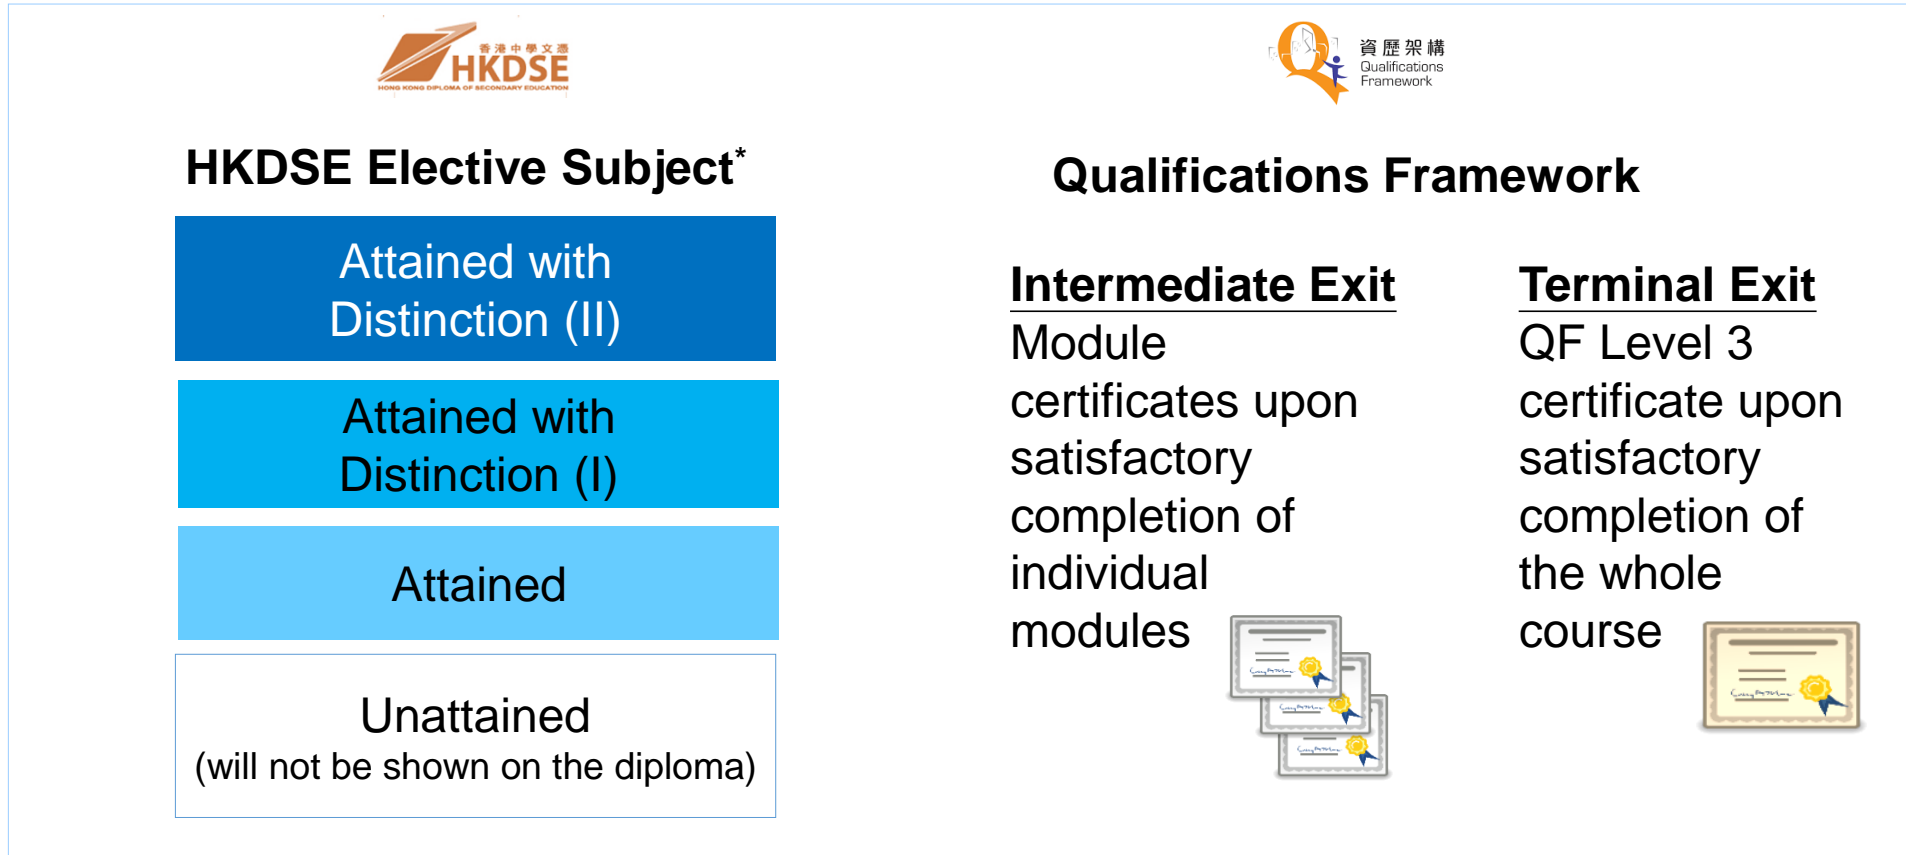 香港中學文憑
HKDSE
HONG KONG DIPLOMA OF SECONDARY EDUCATION
資歷架構
Qualifications
Framework
HKDSE Elective Subject*
Attained with
Distinction (II)
Attained with
Distinction (I)
Attained
Unattained
(will not be shown on the diploma)
Qualifications Framework
Intermediate Exit
Module
certificates upon
satisfactory
completion of
individual
modules
Terminal Exit
QF Level 3
certificate upon
satisfactory
completion of
the whole
course